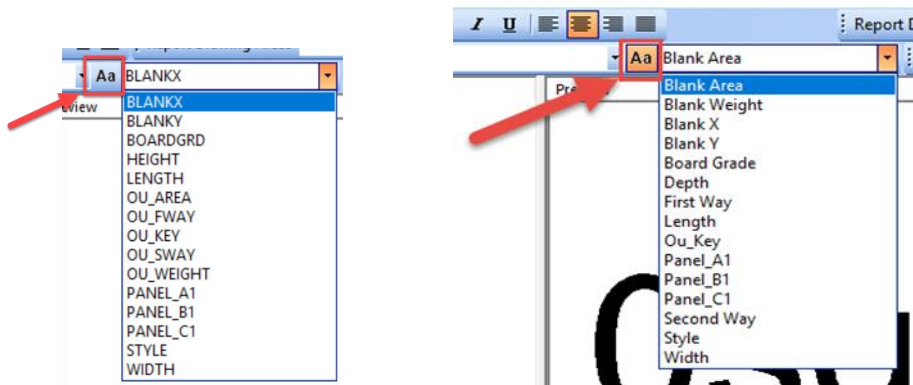 Aa BLANKX
view
BLANKX
BLANKY
BOARDGRD
HEIGHT
LENGTH
OU_AREA
OU_FWAY
OU_KEY
OU_SWAY
OU_WEIGHT
PANEL_A1
PANEL_B1
PANEL_C1
STYLE
WIDTH
I U Report D
Aa Blank Area
Blank Area
Blank Weight
Blank X
Blank Y
Board Grade
Depth
First Way
Length
Ou_Key
Panel_A1
Panel_B1
Panel_C1
Second Way
Style
Width